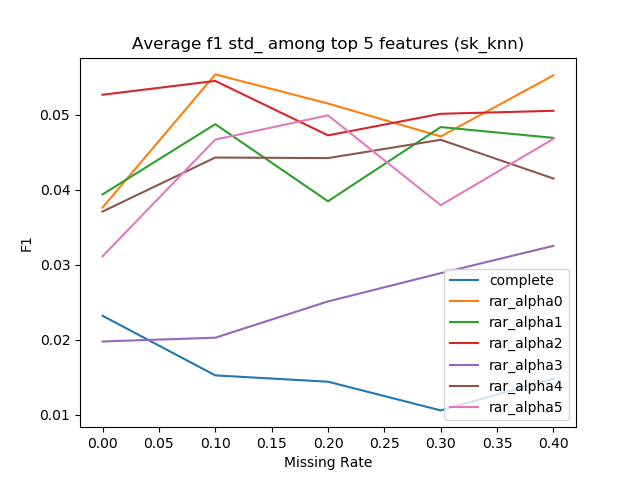 Average f1 std_ among top 5 features (sk_knn)
F1
0.05
0.04
0.03
0.02
0.01
complete
rar_alpha0
rar_alpha1
rar_alpha2
rar_alpha3
rar_alpha4
rar_alpha5
0.00 0.05 0.10 0.15 0.20 0.25 0.30 0.35 0.40
Missing Rate